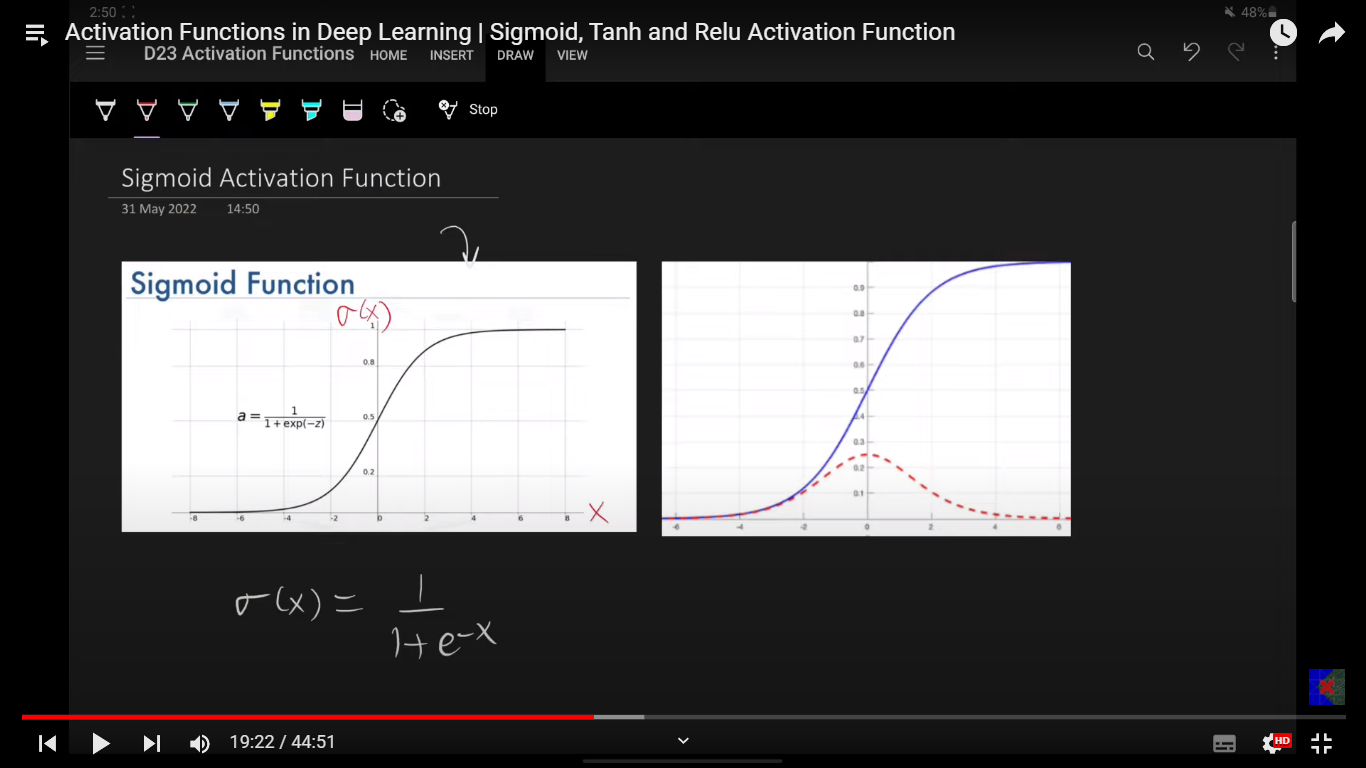 2:50
48%
Activation Functions in Deep Learning | Sigmoid, Tanh and Relu Activation Function
D23 Activation Functions HOME INSERT DRAW VIEW
Stop
Sigmoid Activation Function
31 May 2022 14:50
Sigmoid Function
σ(x)
1
0.8
a = 1 / 1 + exp(−z)
0.5
0.2
-8 -6 -4 -2 0 2 4 6 8
x
0.9
0.8
0.7
0.6
0.5
0.4
0.3
0.2
0.1
-6 -4 -2 0 2 4 6
σ(x) = 1 / 1 + e^-x
19:22 / 44:51
HD